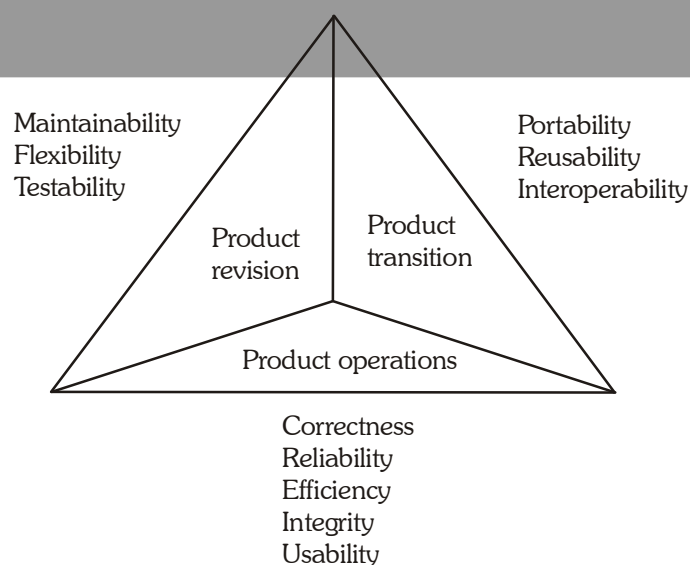 Maintainability
Flexibility
Testability
Portability
Reusability
Interoperability
Product
revision
Product
transition
Product operations
Correctness
Reliability
Efficiency
Integrity
Usability